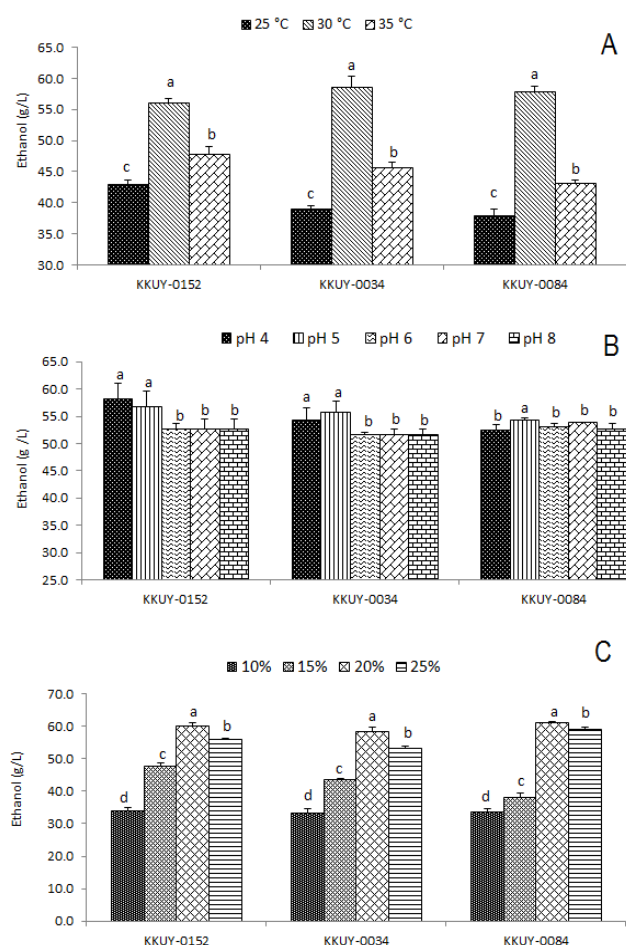 25 °C 30 °C 35 °C
A
65.0
60.0
55.0
50.0
45.0
40.0
35.0
30.0
Ethanol (g/L)
c a b c a b c a b
KKUY-0152 KKUY-0034 KKUY-0084
pH 4 pH 5 pH 6 pH 7 pH 8
B
65.0
60.0
55.0
50.0
45.0
40.0
35.0
30.0
25.0
Ethanol (g /L)
a a b b b a a b b b b a b b b
KKUY-0152 KKUY-0034 KKUY-0084
C
10% 15% 20% 25%
70.0
60.0
50.0
40.0
30.0
20.0
10.0
0.0
Ethanol (g/L)
d c a b d c a b d c a b
KKUY-0152 KKUY-0034 KKUY-0084